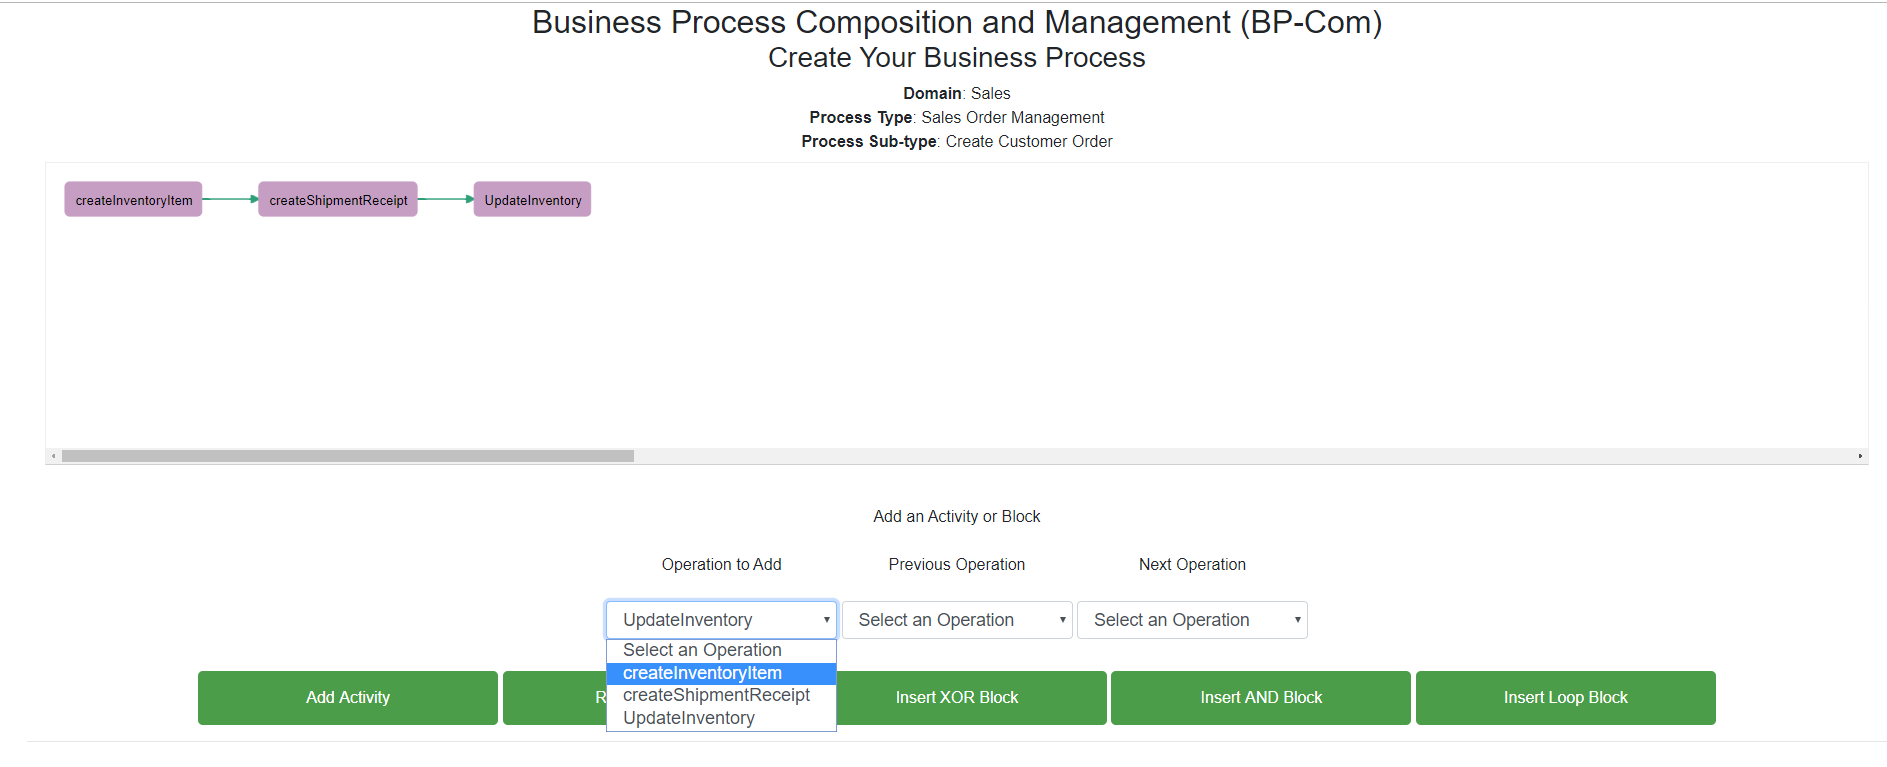 Business Process Composition and Management (BP-Com)
Create Your Business Process
Domain: Sales
Process Type: Sales Order Management
Process Sub-type: Create Customer Order
createInventoryItem
createShipmentReceipt
UpdateInventory
Add an Activity or Block
Operation to Add
Previous Operation
Next Operation
UpdateInventory
Select an Operation
Select an Operation
Select an Operation
createInventoryItem
createShipmentReceipt
UpdateInventory
Add Activity
Insert XOR Block
Insert AND Block
Insert Loop Block